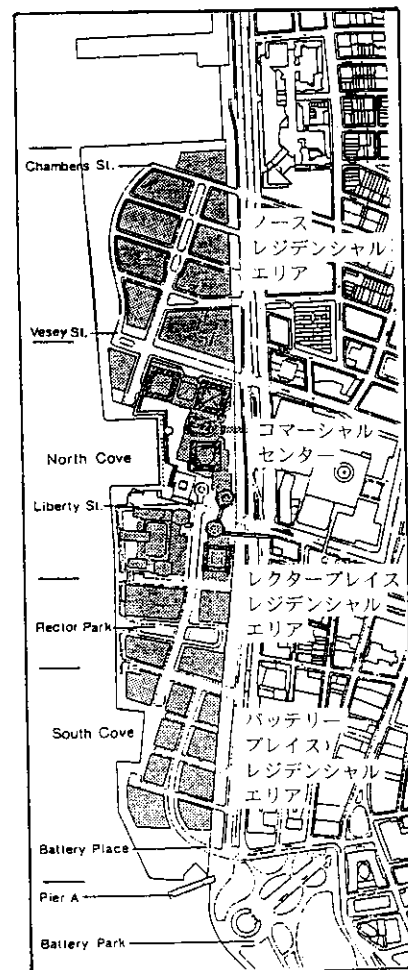 Chambers St.
ノース
レジデンシャル
エリア
Vesey St.
コマーシャル
センター
North Cove
Liberty St.
レクタープレイス
レジデンシャル
エリア
Rector Park
バッテリー
プレイス
レジデンシャル
エリア
South Cove
Battery Place
Pier A
Battery Park